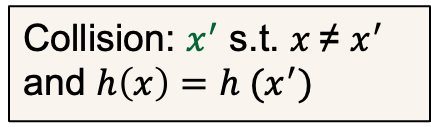 Collision: x′ s.t. x ≠ x′
and h(x) = h (x′)